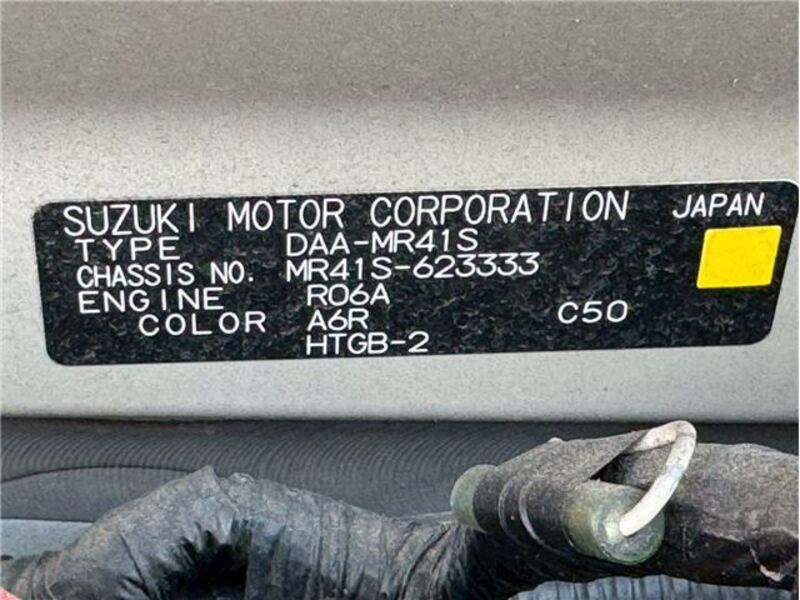 SUZUKI MOTOR CORPORATION JAPAN
TYPE DAA-MR41S
CHASSIS NO. MR41S-623333
ENGINE R06A
COLOR A6R C50
HTGB-2